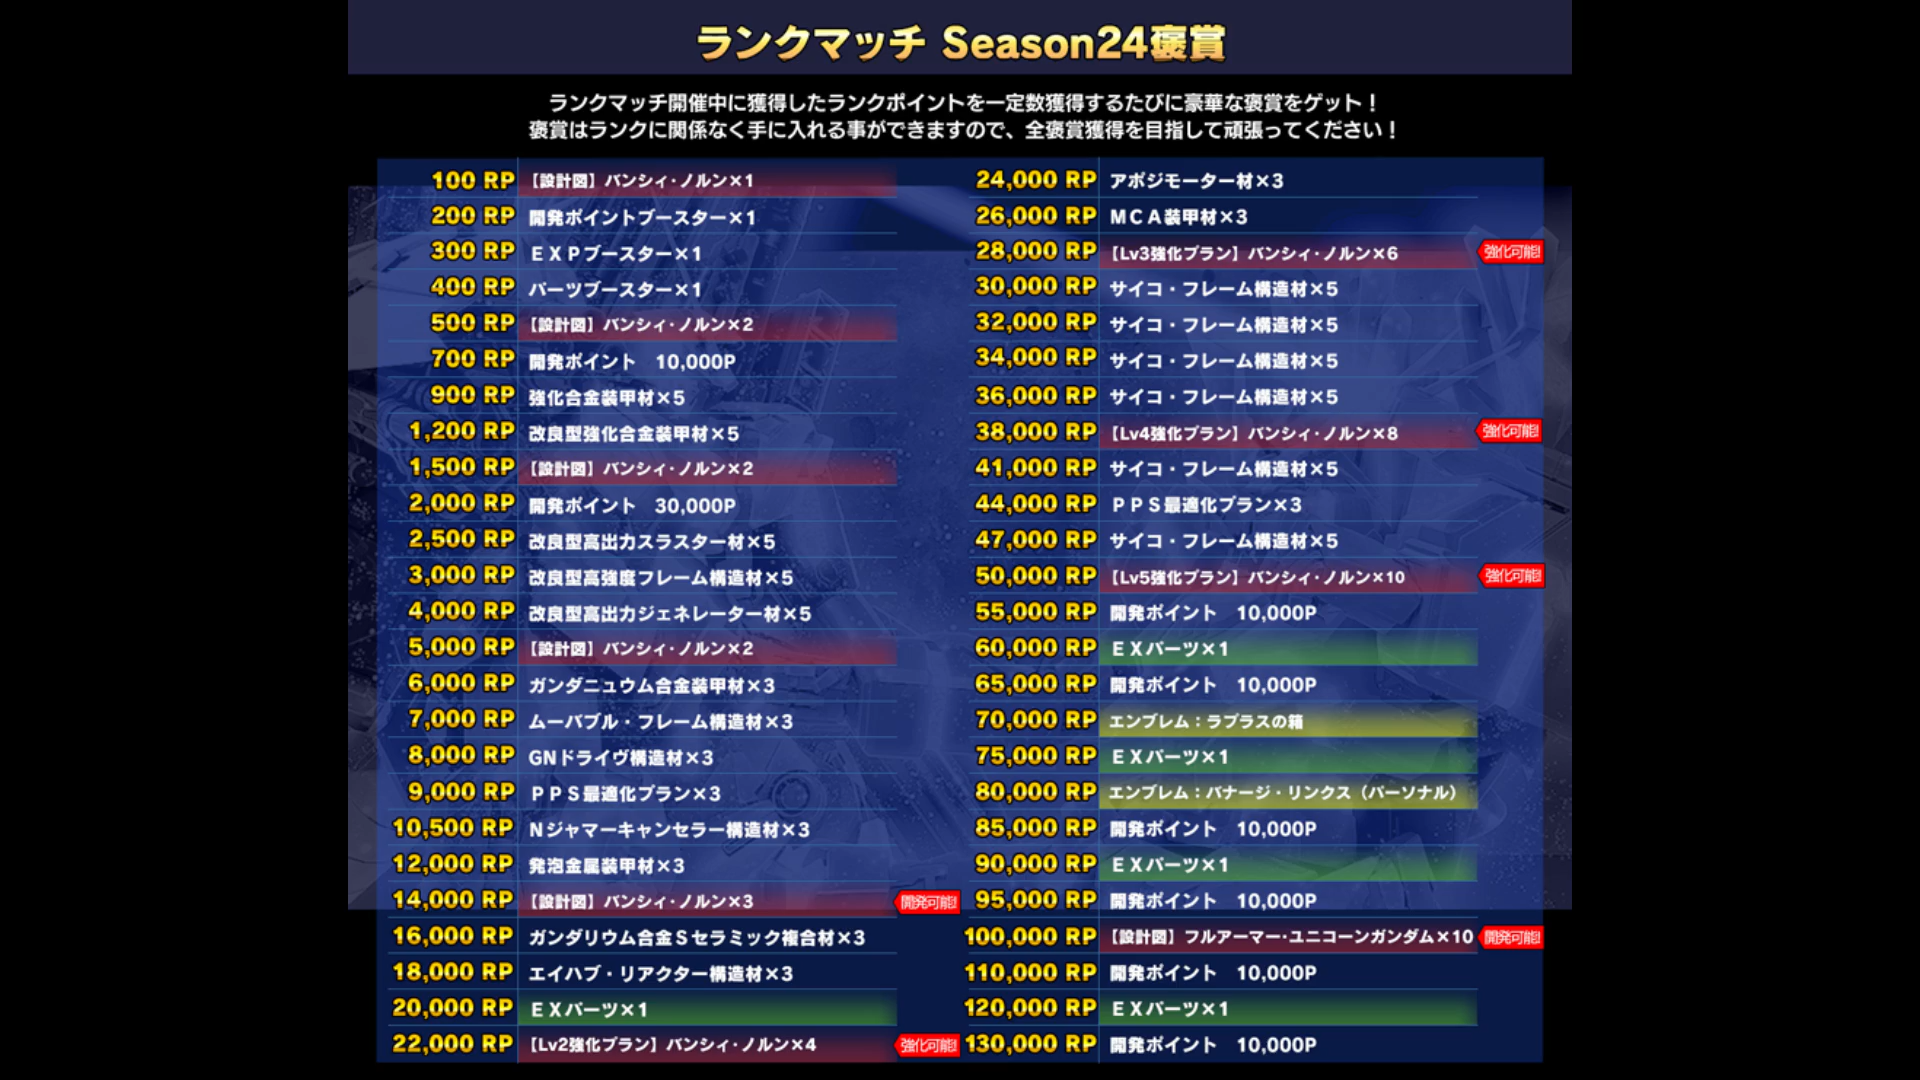 ランクマッチ Season24褒賞
ランクマッチ開催中に獲得したランクポイントを一定数獲得するたびに豪華な褒賞をゲット！
褒賞はランクに関係なく手に入れる事ができますので、全褒賞獲得を目指して頑張ってください！
100 RP 【設計図】バンシィ・ノルン×1
200 RP 開発ポイントブースター×1
300 RP ＥＸＰブースター×1
400 RP パーツブースター×1
500 RP 【設計図】バンシィ・ノルン×2
700 RP 開発ポイント　10,000P
900 RP 強化合金装甲材×5
1,200 RP 改良型強化合金装甲材×5
1,500 RP 【設計図】バンシィ・ノルン×2
2,000 RP 開発ポイント　30,000P
2,500 RP 改良型高出力スラスター材×5
3,000 RP 改良型高強度フレーム構造材×5
4,000 RP 改良型高出力ジェネレーター材×5
5,000 RP 【設計図】バンシィ・ノルン×2
6,000 RP ガンダニュウム合金装甲材×3
7,000 RP ムーバブル・フレーム構造材×3
8,000 RP GNドライヴ構造材×3
9,000 RP ＰＰＳ最適化プラン×3
10,500 RP Ｎジャマーキャンセラー構造材×3
12,000 RP 発泡金属装甲材×3
14,000 RP 【設計図】バンシィ・ノルン×3 開発可能!
16,000 RP ガンダリウム合金Ｓセラミック複合材×3
18,000 RP エイハブ・リアクター構造材×3
20,000 RP ＥＸパーツ×1
22,000 RP 【Lv2強化プラン】バンシィ・ノルン×4 強化可能!
24,000 RP アポジモーター材×3
26,000 RP ＭＣＡ装甲材×3
28,000 RP 【Lv3強化プラン】バンシィ・ノルン×6 強化可能!
30,000 RP サイコ・フレーム構造材×5
32,000 RP サイコ・フレーム構造材×5
34,000 RP サイコ・フレーム構造材×5
36,000 RP サイコ・フレーム構造材×5
38,000 RP 【Lv4強化プラン】バンシィ・ノルン×8 強化可能!
41,000 RP サイコ・フレーム構造材×5
44,000 RP ＰＰＳ最適化プラン×3
47,000 RP サイコ・フレーム構造材×5
50,000 RP 【Lv5強化プラン】バンシィ・ノルン×10 強化可能!
55,000 RP 開発ポイント　10,000P
60,000 RP ＥＸパーツ×1
65,000 RP 開発ポイント　10,000P
70,000 RP エンブレム：ラプラスの箱
75,000 RP ＥＸパーツ×1
80,000 RP エンブレム：バナージ・リンクス（パーソナル）
85,000 RP 開発ポイント　10,000P
90,000 RP ＥＸパーツ×1
95,000 RP 開発ポイント　10,000P
100,000 RP 【設計図】フルアーマー・ユニコーンガンダム×10 開発可能!
110,000 RP 開発ポイント　10,000P
120,000 RP ＥＸパーツ×1
130,000 RP 開発ポイント　10,000P